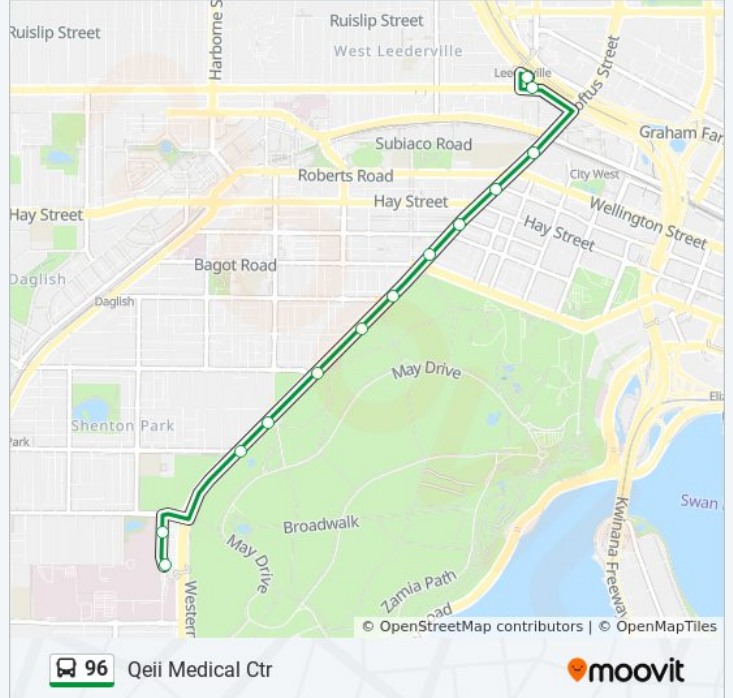 Ruislip Street
Ruislip Street
Harborne S
West Leederville
Loftus Street
Graham Far
Subiaco Road
Roberts Road
City West
Hay Street
Hay Street
Wellington Street
Hay Street
Bagot Road
Daglish
Daglish
May Drive
Shenton Park
Park
Eli
Swan
Broadwalk
May Drive
Kwinana Freeway
Zamia Path
oad
Western
© OpenStreetMap contributors | © OpenMapTiles
96 Qeii Medical Ctr
moovit